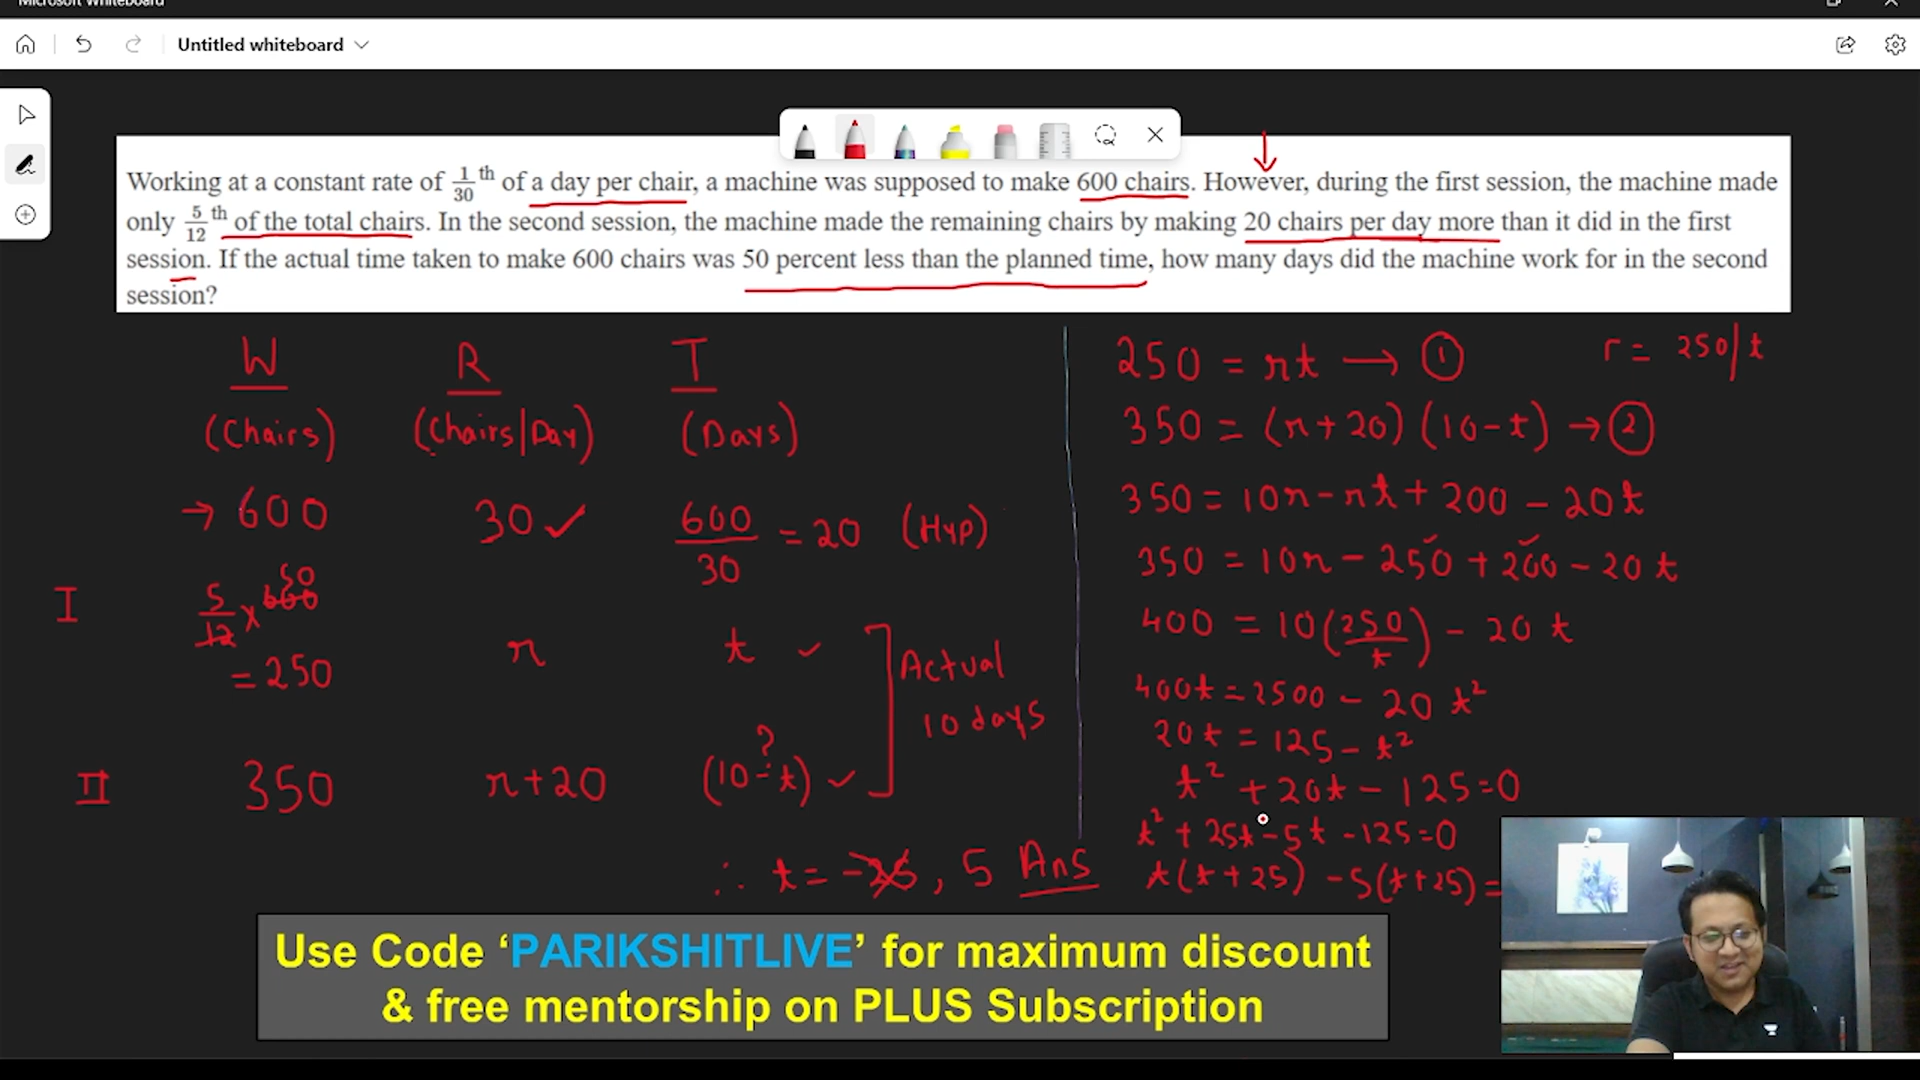 Microsoft Whiteboard
Untitled whiteboard
Working at a constant rate of 1/30 th of a day per chair, a machine was supposed to make 600 chairs. However, during the first session, the machine made
only 5/12 th of the total chairs. In the second session, the machine made the remaining chairs by making 20 chairs per day more than it did in the first
session. If the actual time taken to make 600 chairs was 50 percent less than the planned time, how many days did the machine work for in the second
session?
W R T
(Chairs) (Chairs/Day) (Days)
→ 600 30 ✓ 600/30 = 20 (Hyp)
I 5/12 × 600 50
= 250 r t ✓
Actual
10 days
?
II 350 r+20 (10-t) ✓
250 = rt → ① r = 250/t
350 = (r+20) (10-t) → ②
350 = 10r - rt + 200 - 20t
350 = 10r - 250 + 200 - 20t
400 = 10(250/t) - 20t
400t = 2500 - 20t²
20t = 125 - t²
t² + 20t - 125 = 0
t² + 25t - 5t - 125 = 0
t(t+25) - 5(t+25) =
∴ t = -25, 5 Ans
Use Code ‘PARIKSHITLIVE’ for maximum discount
& free mentorship on PLUS Subscription